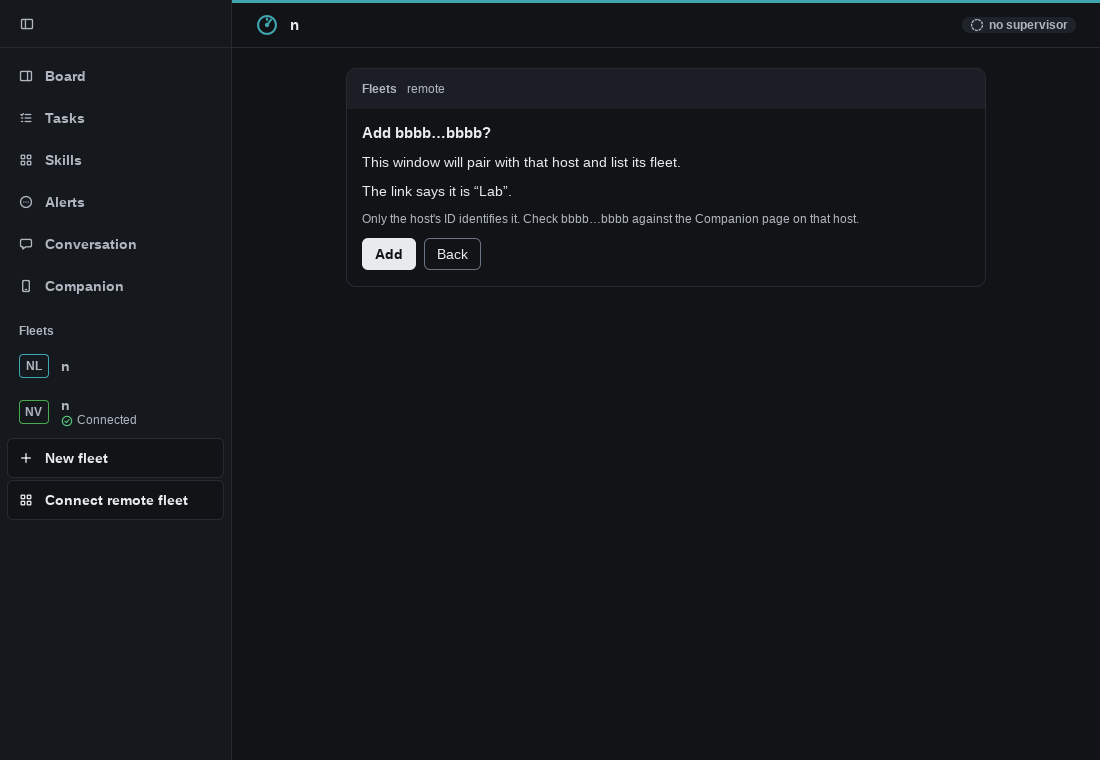 n
no supervisor
Board
Tasks
Skills
Alerts
Conversation
Companion
Fleets
NL n
NV n
Connected
New fleet
Connect remote fleet
Fleets remote
Add bbbb…bbbb?
This window will pair with that host and list its fleet.
The link says it is “Lab”.
Only the host's ID identifies it. Check bbbb…bbbb against the Companion page on that host.
Add Back